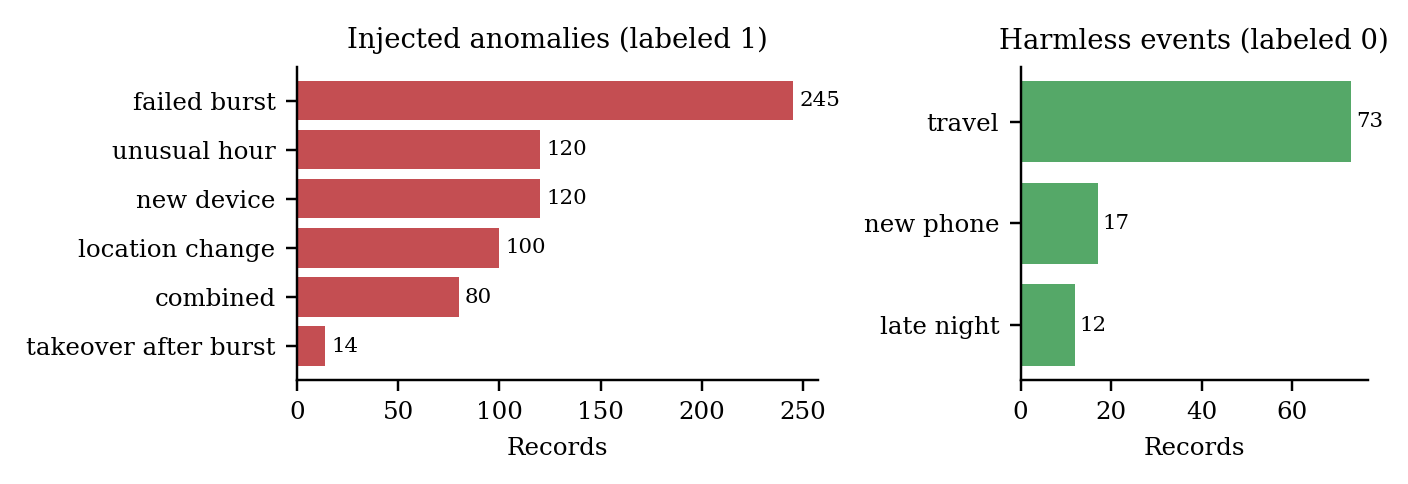 Injected anomalies (labeled 1)
failed burst 245
unusual hour 120
new device 120
location change 100
combined 80
takeover after burst 14
0 50 100 150 200 250
Records
Harmless events (labeled 0)
travel 73
new phone 17
late night 12
0 20 40 60
Records